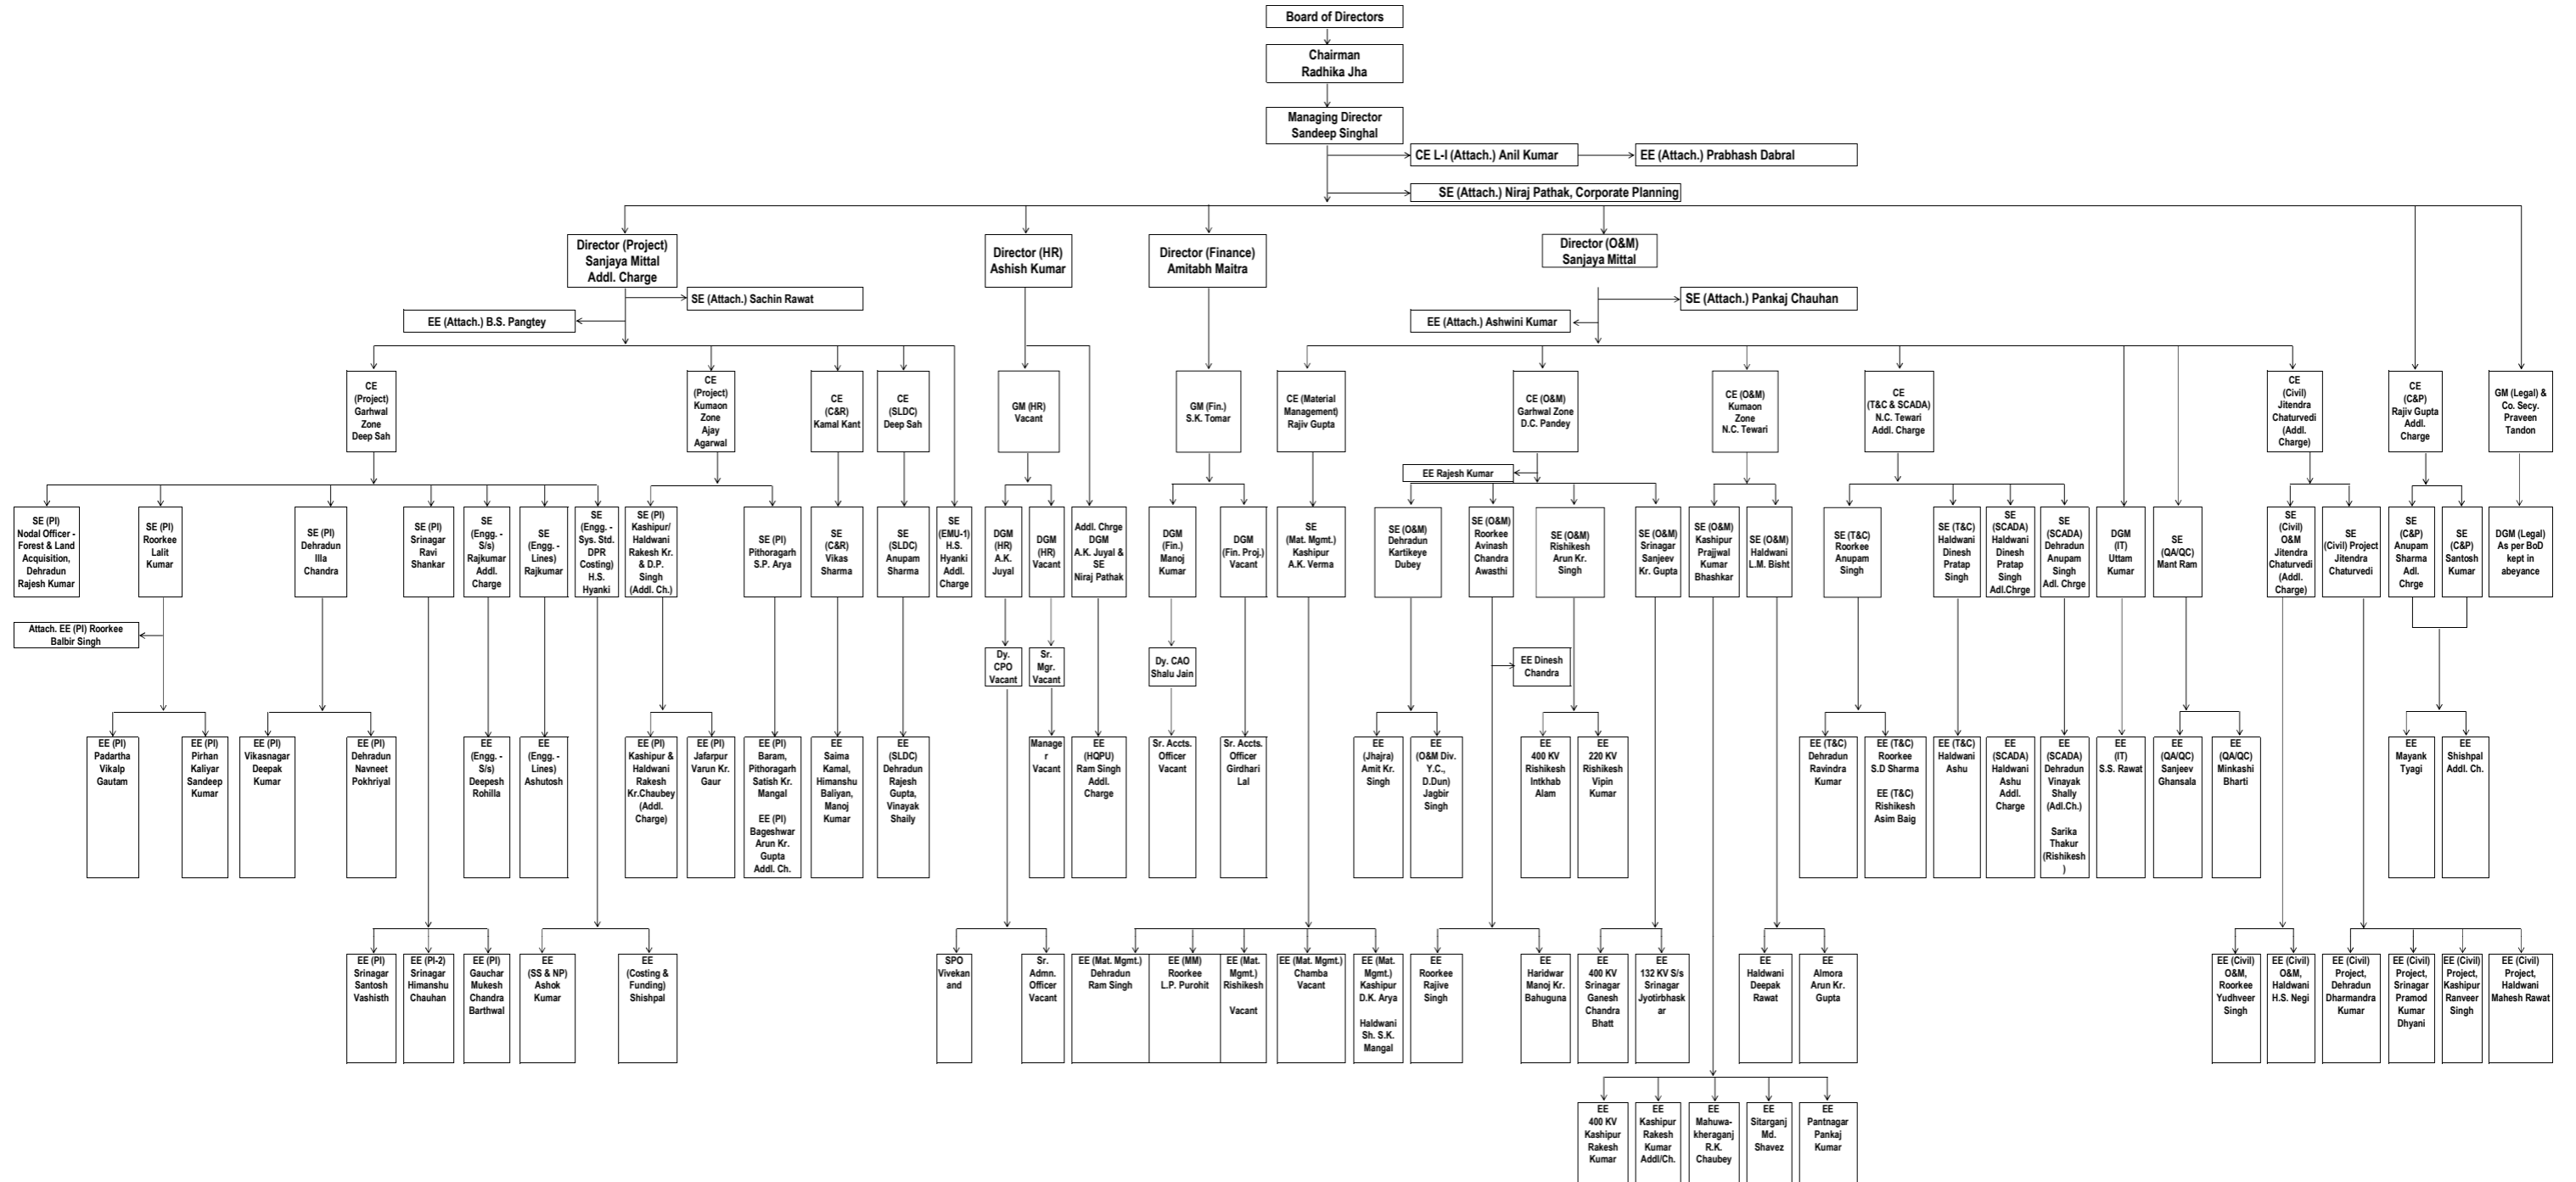 Board of Directors
Chairman
Radhika Jha
Managing Director
Sandeep Singhal
CE L-I (Attach.) Anil Kumar
EE (Attach.) Prabhash Dabral
SE (Attach.) Niraj Pathak, Corporate Planning
Director (Project)
Sanjaya Mittal
Addl. Charge
Director (HR)
Ashish Kumar
Director (Finance)
Amitabh Maitra
Director (O&M)
Sanjaya Mittal
SE (Attach.) Sachin Rawat
EE (Attach.) B.S. Pangtey
SE (Attach.) Pankaj Chauhan
EE (Attach.) Ashwini Kumar
CE
(Project)
Garhwal
Zone
Deep Sah
CE
(Project)
Kumaon
Zone
Ajay
Agarwal
CE
(C&R)
Kamal Kant
CE
(SLDC)
Deep Sah
GM (HR)
Vacant
GM (Fin.)
S.K. Tomar
CE (Material
Management)
Rajiv Gupta
CE (O&M)
Garhwal Zone
D.C. Pandey
CE (O&M)
Kumaon
Zone
N.C. Tewari
CE
(T&C & SCADA)
N.C. Tewari
Addl. Charge
CE
(Civil)
Jitendra
Chaturvedi
(Addl.
Charge)
CE
(C&P)
Rajiv Gupta
Addl.
Charge
GM (Legal) &
Co. Secy.
Praveen
Tandon
EE Rajesh Kumar
SE (PI)
Nodal Officer -
Forest & Land
Acquisition,
Dehradun
Rajesh Kumar
SE (PI)
Roorkee
Lalit
Kumar
SE (PI)
Dehradun
Illa
Chandra
SE (PI)
Srinagar
Ravi
Shankar
SE
(Engg. -
S/s)
Rajkumar
Addl.
Charge
SE
(Engg. -
Lines)
Rajkumar
SE
(Engg. -
Sys. Std.
DPR
Costing)
H.S.
Hyanki
SE (PI)
Kashipur/
Haldwani
Rakesh Kr.
& D.P.
Singh
(Addl. Ch.)
SE (PI)
Pithoragarh
S.P. Arya
SE
(C&R)
Vikas
Sharma
SE
(SLDC)
Anupam
Sharma
SE
(EMU-1)
H.S.
Hyanki
Addl.
Charge
DGM
(HR)
A.K.
Juyal
DGM
(HR)
Vacant
Addl. Chrge
DGM
A.K. Juyal &
SE
Niraj Pathak
DGM
(Fin.)
Manoj
Kumar
DGM
(Fin. Proj.)
Vacant
SE
(Mat. Mgmt.)
Kashipur
A.K. Verma
SE (O&M)
Dehradun
Kartikeye
Dubey
SE (O&M)
Roorkee
Avinash
Chandra
Awasthi
SE (O&M)
Rishikesh
Arun Kr.
Singh
SE (O&M)
Srinagar
Sanjeev
Kr. Gupta
SE (O&M)
Kashipur
Prajjwal
Kumar
Bhashkar
SE (O&M)
Haldwani
L.M. Bisht
SE (T&C)
Roorkee
Anupam
Singh
SE (T&C)
Haldwani
Dinesh
Pratap
Singh
SE
(SCADA)
Haldwani
Dinesh
Pratap
Singh
Adl.Chrge
SE
(SCADA)
Dehradun
Anupam
Singh
Adl. Chrge
DGM
(IT)
Uttam
Kumar
SE
(QA/QC)
Mant Ram
SE
(Civil)
O&M
Jitendra
Chaturvedi
(Addl.
Charge)
SE
(Civil) Project
Jitendra
Chaturvedi
SE
(C&P)
Anupam
Sharma
Adl.
Chrge
SE
(C&P)
Santosh
Kumar
DGM (Legal)
As per BoD
kept in
abeyance
Attach. EE (PI) Roorkee
Balbir Singh
Dy.
CPO
Vacant
Sr.
Mgr.
Vacant
Dy. CAO
Shalu Jain
EE Dinesh
Chandra
EE (PI)
Padartha
Vikalp
Gautam
EE (PI)
Pirhan
Kaliyar
Sandeep
Kumar
EE (PI)
Vikasnagar
Deepak
Kumar
EE (PI)
Dehradun
Navneet
Pokhriyal
EE
(Engg. -
S/s)
Deepesh
Rohilla
EE
(Engg. -
Lines)
Ashutosh
EE (PI)
Kashipur &
Haldwani
Rakesh
Kr.Chaubey
(Addl.
Charge)
EE (PI)
Jafarpur
Varun Kr.
Gaur
EE (PI)
Baram,
Pithoragarh
Satish Kr.
Mangal
EE (PI)
Bageshwar
Arun Kr.
Gupta
Addl. Ch.
EE
Saima
Kamal,
Himanshu
Baliyan,
Manoj
Kumar
EE
(SLDC)
Dehradun
Rajesh
Gupta,
Vinayak
Shaily
Manage
r
Vacant
EE
(HQPU)
Ram Singh
Addl.
Charge
Sr. Accts.
Officer
Vacant
Sr. Accts.
Officer
Girdhari
Lal
EE
(Jhajra)
Amit Kr.
Singh
EE
(O&M Div.
Y.C.,
D.Dun)
Jagbir
Singh
EE
400 KV
Rishikesh
Intkhab
Alam
EE
220 KV
Rishikesh
Vipin
Kumar
EE (T&C)
Dehradun
Ravindra
Kumar
EE (T&C)
Roorkee
S.D Sharma
EE (T&C)
Rishikesh
Asim Baig
EE (T&C)
Haldwani
Ashu
EE
(SCADA)
Haldwani
Ashu
Addl.
Charge
EE
(SCADA)
Dehradun
Vinayak
Shally
(Adl.Ch.)
Sarika
Thakur
(Rishikesh
)
EE
(IT)
S.S. Rawat
EE
(QA/QC)
Sanjeev
Ghansala
EE
(QA/QC)
Minkashi
Bharti
EE
Mayank
Tyagi
EE
Shishpal
Addl. Ch.
EE (PI)
Srinagar
Santosh
Vashisth
EE (PI-2)
Srinagar
Himanshu
Chauhan
EE (PI)
Gauchar
Mukesh
Chandra
Barthwal
EE
(SS & NP)
Ashok
Kumar
EE
(Costing &
Funding)
Shishpal
SPO
Vivekan
and
Sr.
Admn.
Officer
Vacant
EE (Mat. Mgmt.)
Dehradun
Ram Singh
EE (MM)
Roorkee
L.P. Purohit
EE (Mat.
Mgmt.)
Rishikesh
Vacant
EE (Mat. Mgmt.)
Chamba
Vacant
EE (Mat.
Mgmt.)
Kashipur
D.K. Arya
Haldwani
Sh. S.K.
Mangal
EE
Roorkee
Rajive
Singh
EE
Haridwar
Manoj Kr.
Bahuguna
EE
400 KV
Srinagar
Ganesh
Chandra
Bhatt
EE
132 KV S/s
Srinagar
Jyotirbhask
ar
EE
Haldwani
Deepak
Rawat
EE
Almora
Arun Kr.
Gupta
EE (Civil)
O&M,
Roorkee
Yudhveer
Singh
EE (Civil)
O&M,
Haldwani
H.S. Negi
EE (Civil)
Project,
Dehradun
Dharmandra
Kumar
EE (Civil)
Project,
Srinagar
Pramod
Kumar
Dhyani
EE (Civil)
Project,
Kashipur
Ranveer
Singh
EE (Civil)
Project,
Haldwani
Mahesh Rawat
EE
400 KV
Kashipur
Rakesh
Kumar
EE
Kashipur
Rakesh
Kumar
Addl/Ch.
EE
Mahuwa-
kheraganj
R.K.
Chaubey
EE
Sitarganj
Md.
Shavez
EE
Pantnagar
Pankaj
Kumar